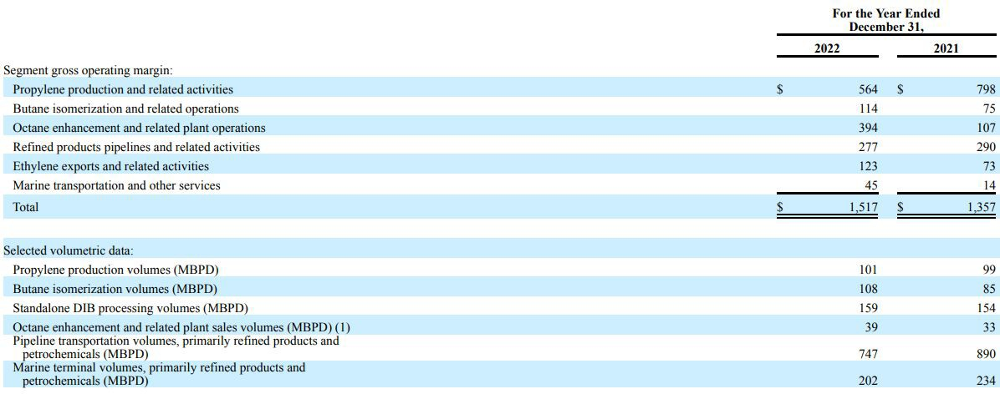 For the Year Ended
December 31,
2022 2021
Segment gross operating margin:
Propylene production and related activities $ 564 $ 798
Butane isomerization and related operations 114 75
Octane enhancement and related plant operations 394 107
Refined products pipelines and related activities 277 290
Ethylene exports and related activities 123 73
Marine transportation and other services 45 14
Total $ 1,517 $ 1,357
Selected volumetric data:
Propylene production volumes (MBPD) 101 99
Butane isomerization volumes (MBPD) 108 85
Standalone DIB processing volumes (MBPD) 159 154
Octane enhancement and related plant sales volumes (MBPD) (1) 39 33
Pipeline transportation volumes, primarily refined products and
petrochemicals (MBPD) 747 890
Marine terminal volumes, primarily refined products and
petrochemicals (MBPD) 202 234